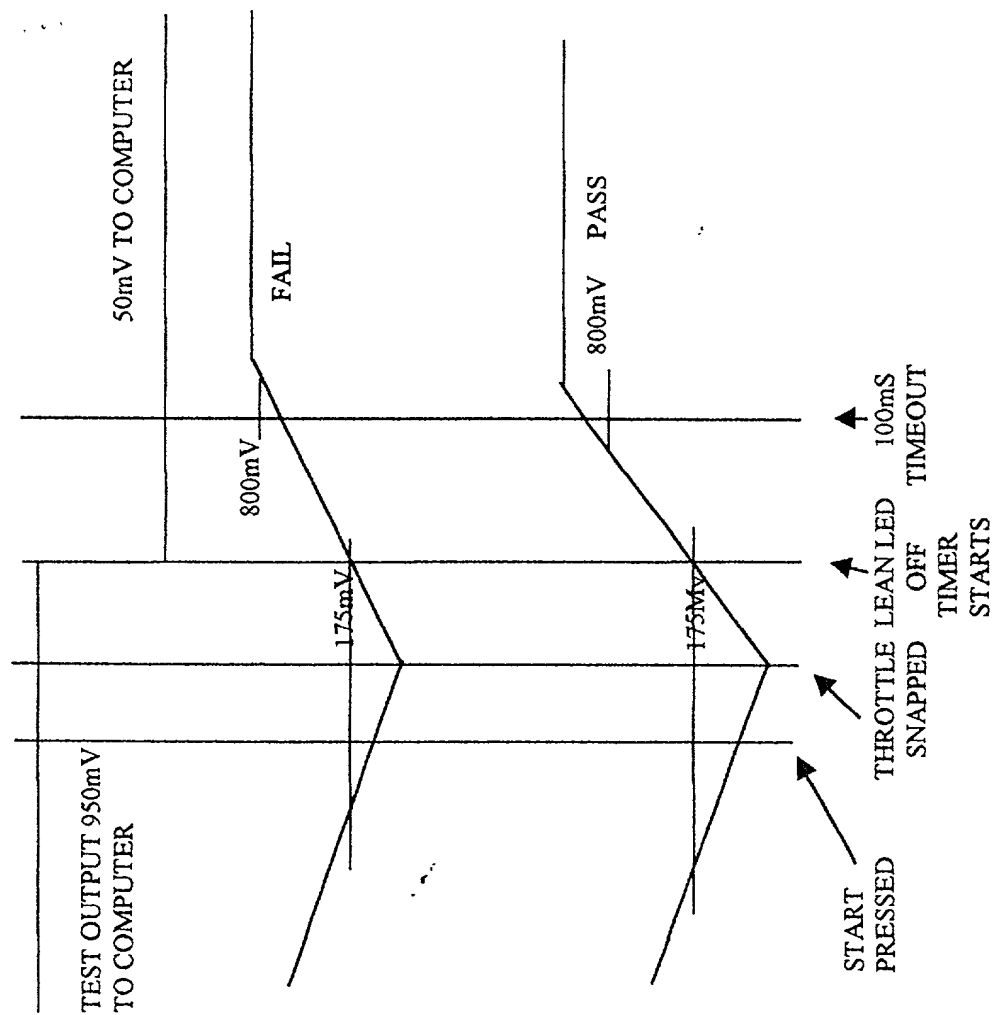 TEST OUTPUT 950mV
TO COMPUTER
50mV TO COMPUTER
175mV
800mV
FAIL
175Mv
800mV PASS
START
PRESSED
THROTTLE
SNAPPED
LEAN LED
OFF
TIMER
STARTS
100mS
TIMEOUT